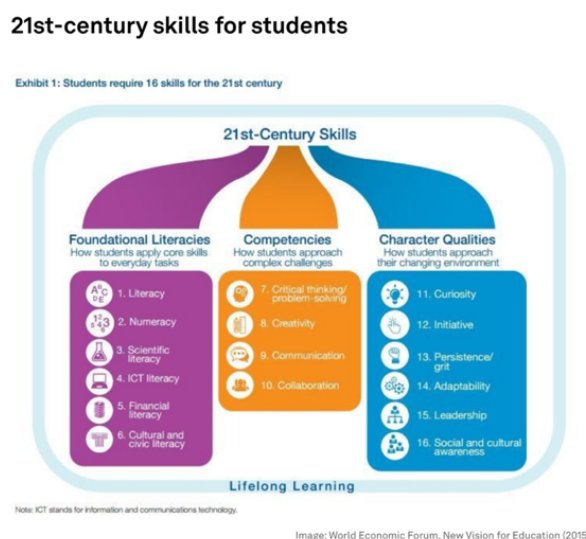 21st-century skills for students
Exhibit 1: Students require 16 skills for the 21st century
21st-Century Skills
Foundational Literacies
How students apply core skills
to everyday tasks
1. Literacy
2. Numeracy
3. Scientific
literacy
4. ICT literacy
5. Financial
literacy
6. Cultural and
civic literacy
Competencies
How students approach
complex challenges
7. Critical thinking/
problem-solving
8. Creativity
9. Communication
10. Collaboration
Character Qualities
How students approach
their changing environment
11. Curiosity
12. Initiative
13. Persistence/
grit
14. Adaptability
15. Leadership
16. Social and cultural
awareness
Lifelong Learning
Note: ICT stands for information and communications technology.
Image: World Economic Forum, New Vision for Education (2015